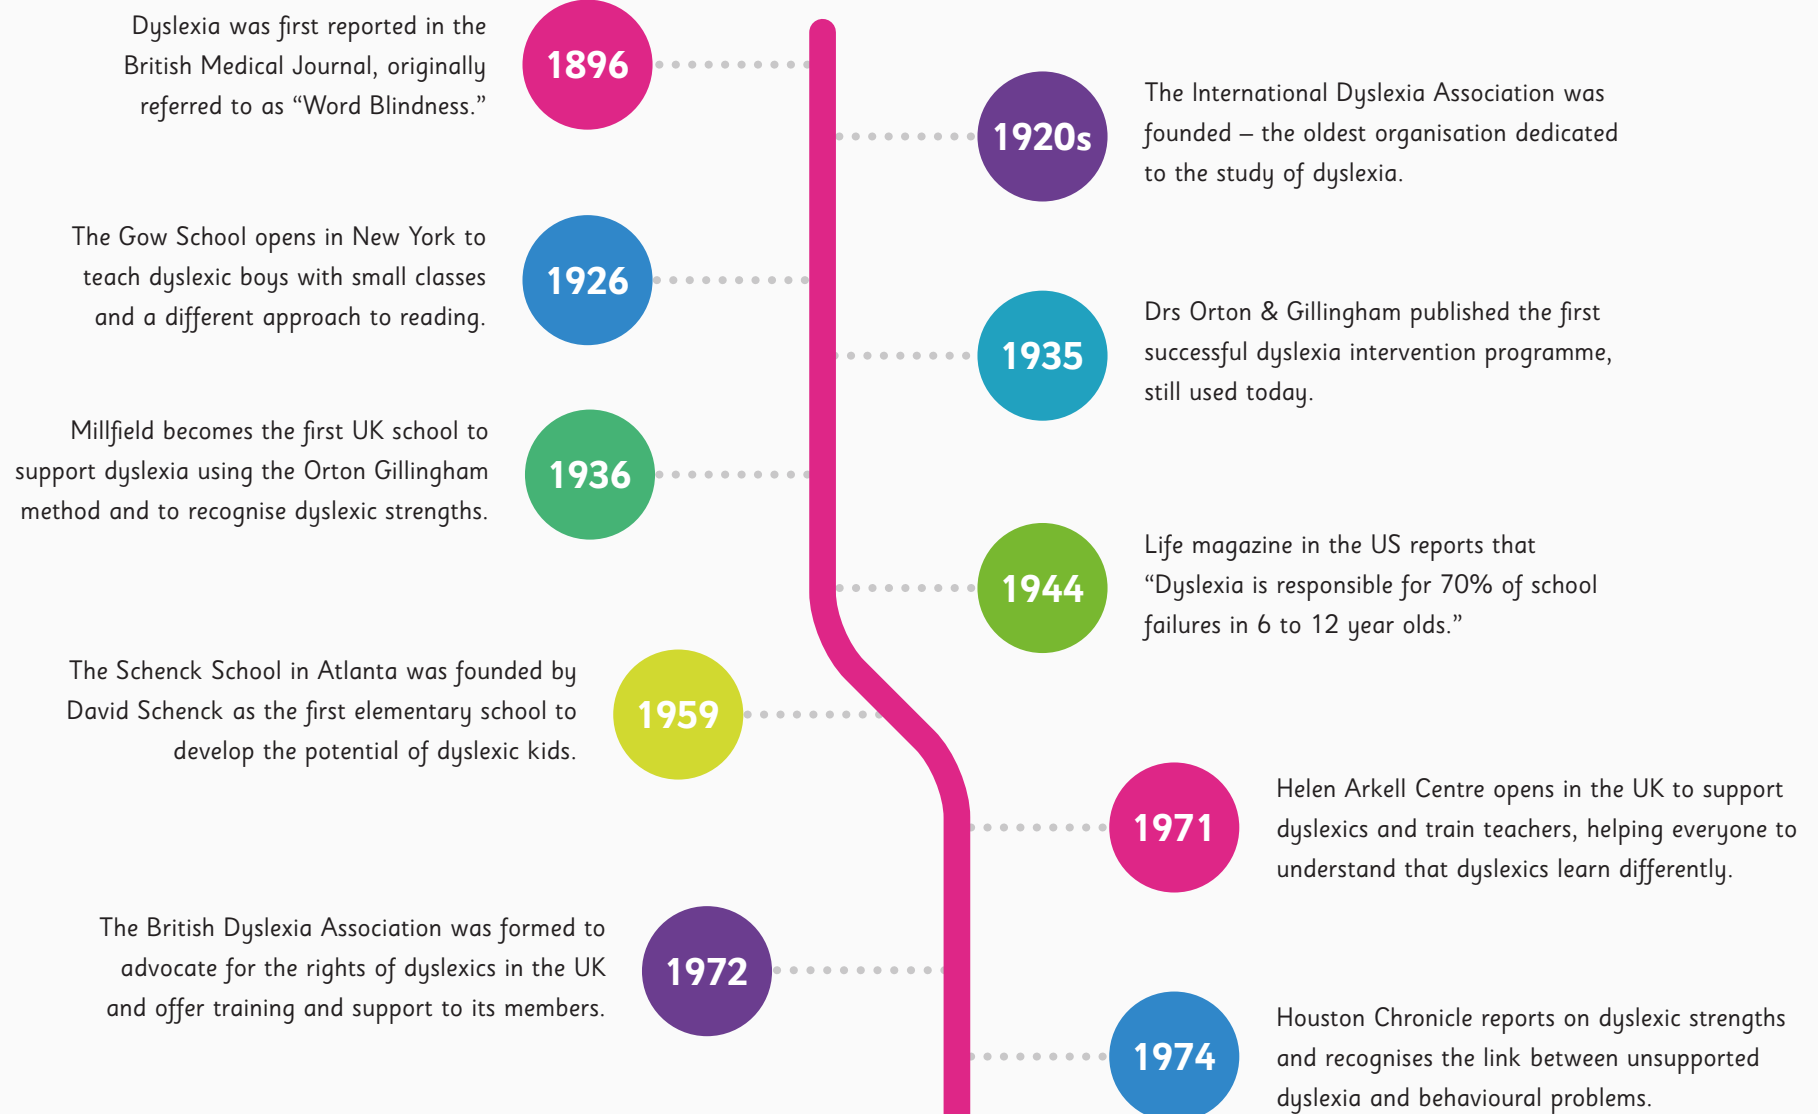 Dyslexia was first reported in the
British Medical Journal, originally
referred to as “Word Blindness.”
1896
1920s
The International Dyslexia Association was
founded – the oldest organisation dedicated
to the study of dyslexia.
The Gow School opens in New York to
teach dyslexic boys with small classes
and a different approach to reading.
1926
1935
Drs Orton & Gillingham published the first
successful dyslexia intervention programme,
still used today.
Millfield becomes the first UK school to
support dyslexia using the Orton Gillingham
method and to recognise dyslexic strengths.
1936
1944
Life magazine in the US reports that
“Dyslexia is responsible for 70% of school
failures in 6 to 12 year olds.”
The Schenck School in Atlanta was founded by
David Schenck as the first elementary school to
develop the potential of dyslexic kids.
1959
1971
Helen Arkell Centre opens in the UK to support
dyslexics and train teachers, helping everyone to
understand that dyslexics learn differently.
The British Dyslexia Association was formed to
advocate for the rights of dyslexics in the UK
and offer training and support to its members.
1972
1974
Houston Chronicle reports on dyslexic strengths
and recognises the link between unsupported
dyslexia and behavioural problems.